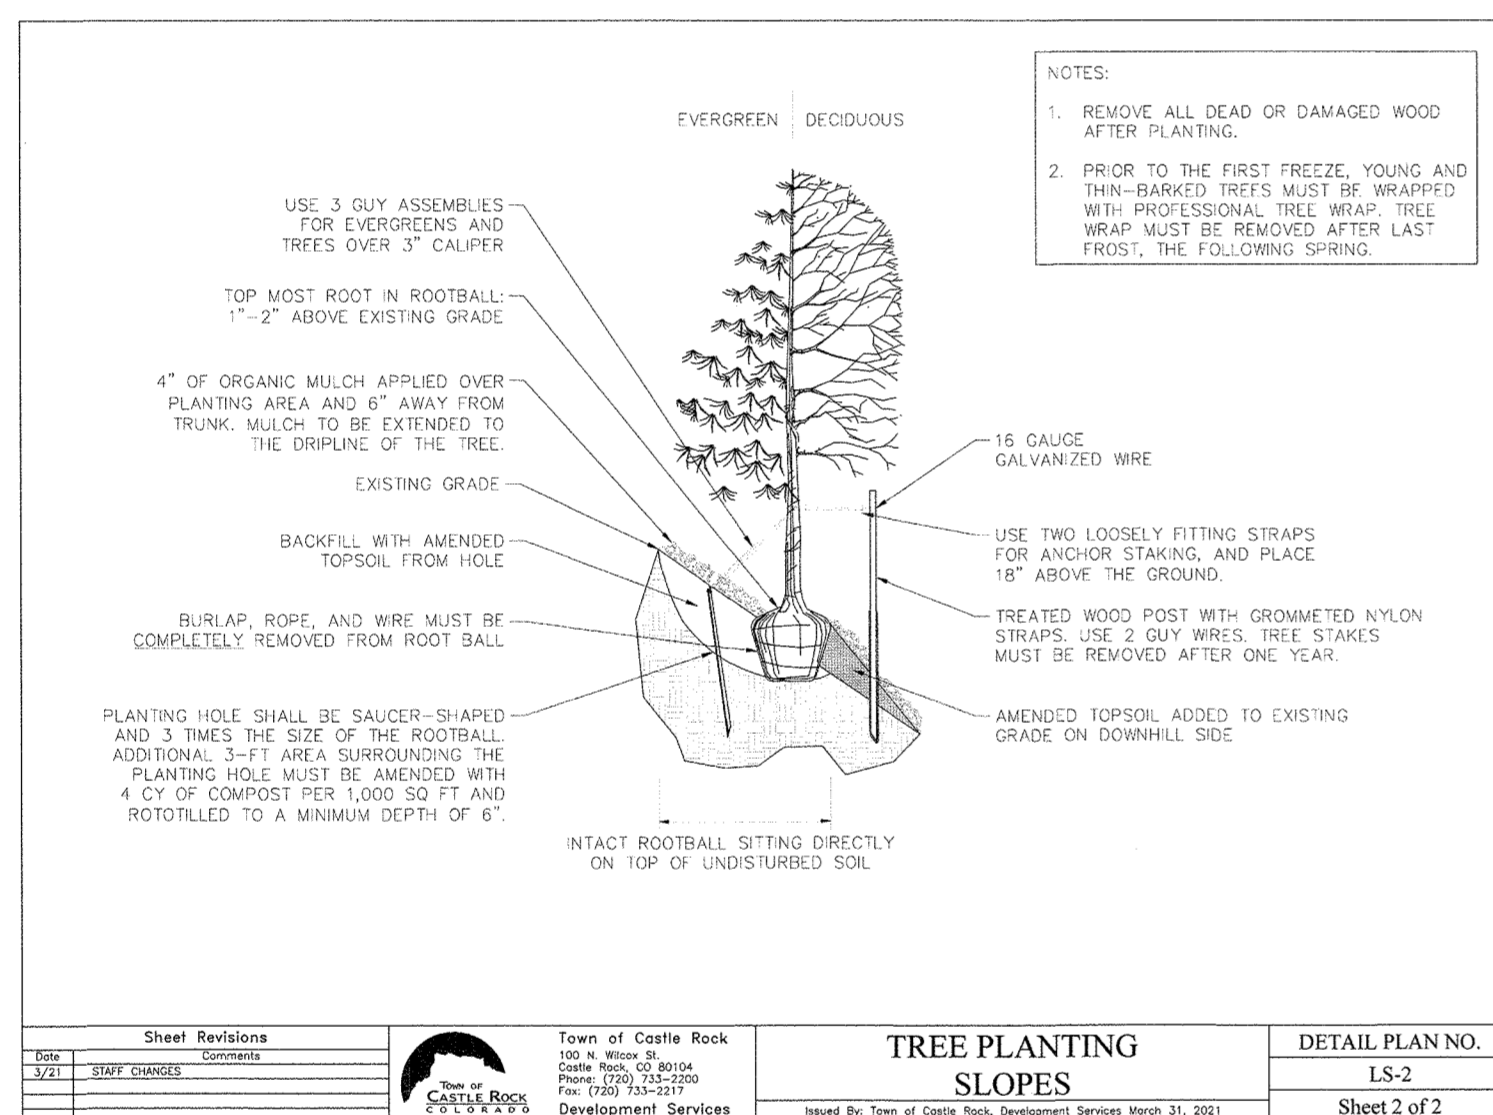 EVERGREEN
DECIDUOUS
NOTES:
1. REMOVE ALL DEAD OR DAMAGED WOOD
AFTER PLANTING.
2. PRIOR TO THE FIRST FREEZE, YOUNG AND
THIN-BARKED TREES MUST BE WRAPPED
WITH PROFESSIONAL TREE WRAP. TREE
WRAP MUST BE REMOVED AFTER LAST
FROST, THE FOLLOWING SPRING.
USE 3 GUY ASSEMBLIES
FOR EVERGREENS AND
TREES OVER 3" CALIPER
TOP MOST ROOT IN ROOTBALL:
1"-2" ABOVE EXISTING GRADE
4" OF ORGANIC MULCH APPLIED OVER
PLANTING AREA AND 6" AWAY FROM
TRUNK. MULCH TO BE EXTENDED TO
THE DRIPLINE OF THE TREE.
EXISTING GRADE
BACKFILL WITH AMENDED
TOPSOIL FROM HOLE
BURLAP, ROPE, AND WIRE MUST BE
COMPLETELY REMOVED FROM ROOT BALL
PLANTING HOLE SHALL BE SAUCER-SHAPED
AND 3 TIMES THE SIZE OF THE ROOTBALL.
ADDITIONAL 3-FT AREA SURROUNDING THE
PLANTING HOLE MUST BE AMENDED WITH
4 CY OF COMPOST PER 1,000 SQ FT AND
ROTOTILLED TO A MINIMUM DEPTH OF 6".
16 GAUGE
GALVANIZED WIRE
USE TWO LOOSELY FITTING STRAPS
FOR ANCHOR STAKING, AND PLACE
18" ABOVE THE GROUND.
TREATED WOOD POST WITH GROMMETED NYLON
STRAPS. USE 2 GUY WIRES. TREE STAKES
MUST BE REMOVED AFTER ONE YEAR.
AMENDED TOPSOIL ADDED TO EXISTING
GRADE ON DOWNHILL SIDE
INTACT ROOTBALL SITTING DIRECTLY
ON TOP OF UNDISTURBED SOIL
Sheet Revisions
Date Comments
3/21 STAFF CHANGES
TOWN OF
CASTLE ROCK
COLORADO
Town of Castle Rock
100 N. Wilcox St.
Castle Rock, CO 80104
Phone: (720) 733-2200
Fax: (720) 733-2217
Development Services
TREE PLANTING
SLOPES
Issued By: Town of Castle Rock, Development Services March 31, 2021
DETAIL PLAN NO.
LS-2
Sheet 2 of 2